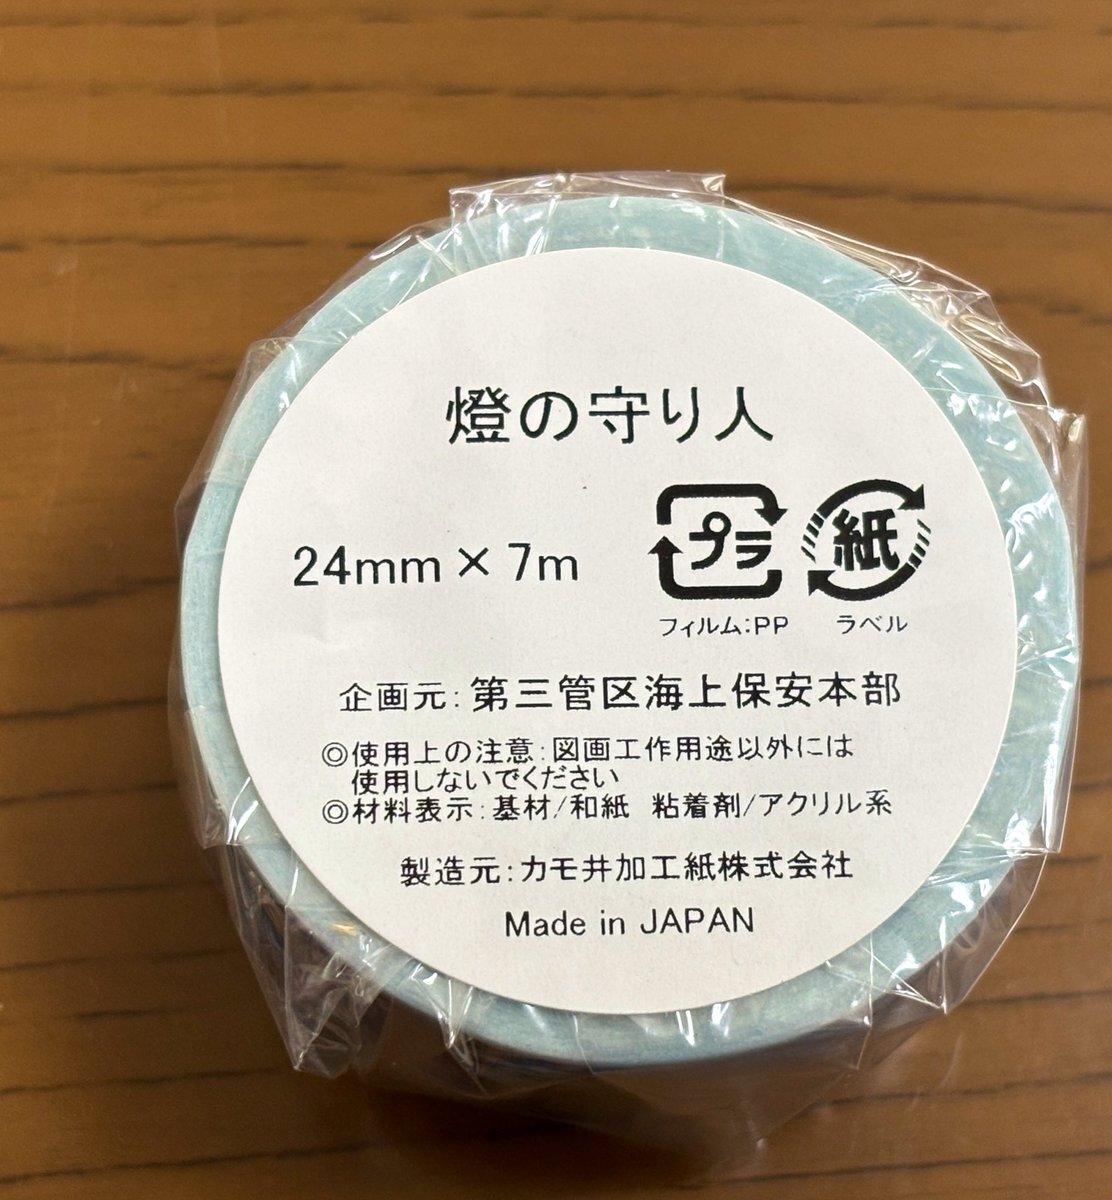 燈の守り人
24mm×7m
プラ 紙
フィルム:PP ラベル
企画元:第三管区海上保安本部
◎使用上の注意:図画工作用途以外には
使用しないでください
◎材料表示:基材/和紙 粘着剤/アクリル系
製造元:カモ井加工紙株式会社
Made in JAPAN